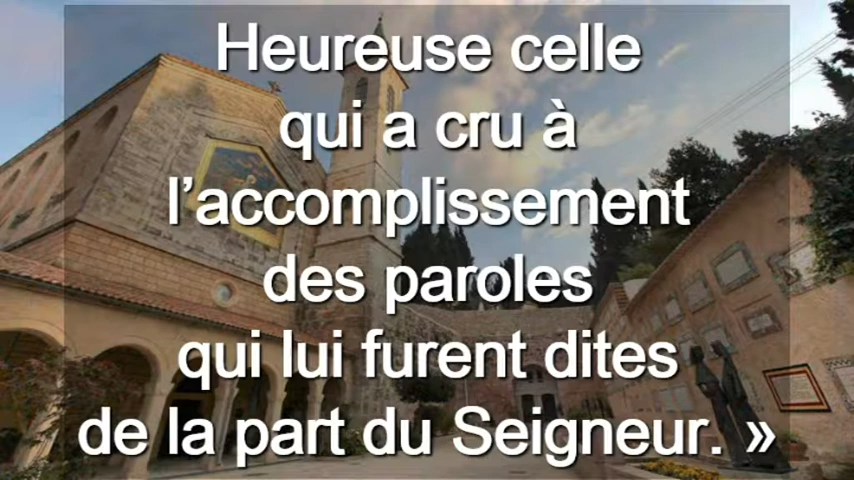 Heureuse celle
qui a cru à
l’accomplissement
des paroles
qui lui furent dites
de la part du Seigneur. »